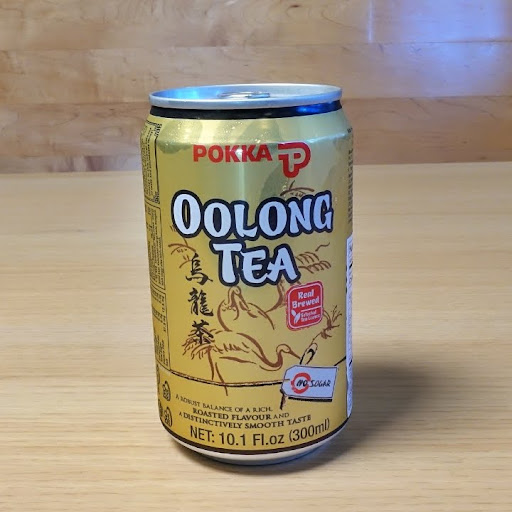 POKKA
OOLONG
TEA
烏龍茶
Real
Brewed
NO SUGAR
A ROBUST BALANCE OF A RICH,
ROASTED FLAVOUR AND
A DISTINCTIVELY SMOOTH TASTE
NET: 10.1 Fl.oz (300ml)